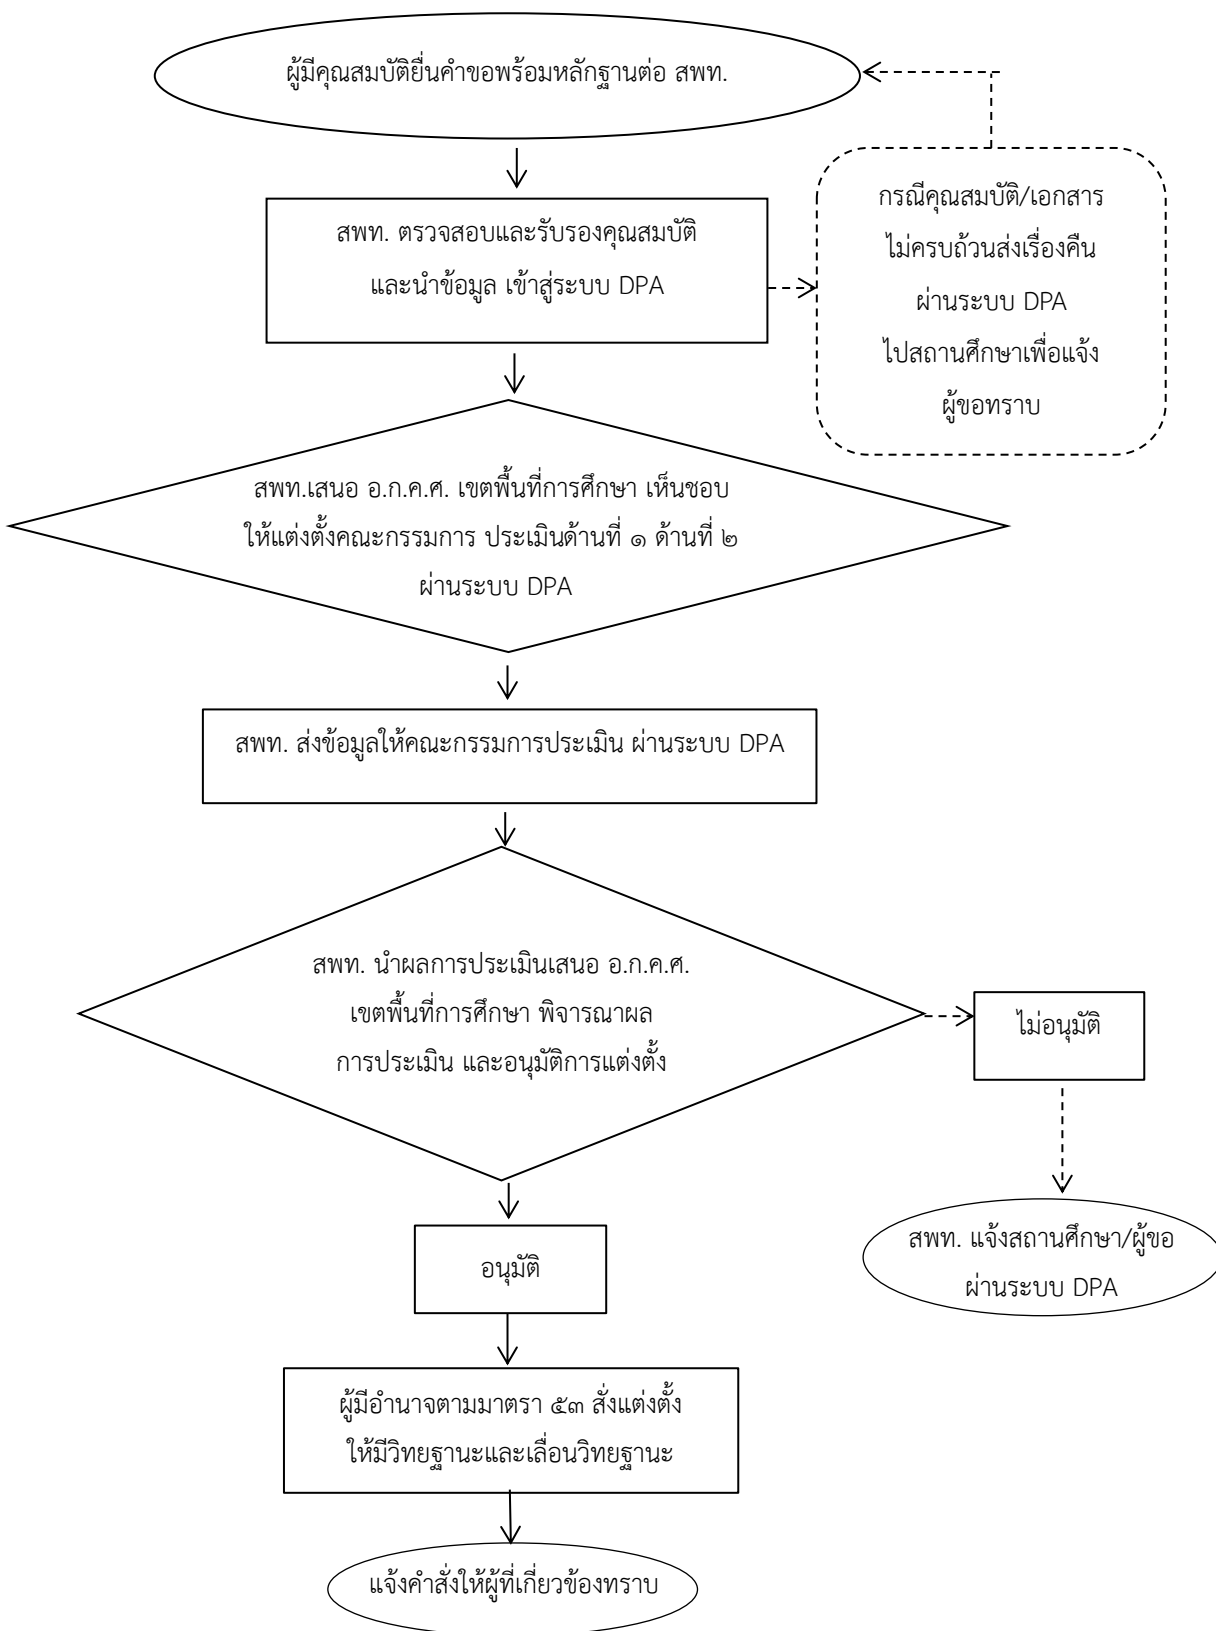 ผู้มีคุณสมบัติยื่นคำขอพร้อมหลักฐานต่อ สพท.
สพท. ตรวจสอบและรับรองคุณสมบัติ
และนำข้อมูล เข้าสู่ระบบ DPA
กรณีคุณสมบัติ/เอกสาร
ไม่ครบถ้วนส่งเรื่องคืน
ผ่านระบบ DPA
ไปสถานศึกษาเพื่อแจ้ง
ผู้ขอทราบ
สพท.เสนอ อ.ก.ค.ศ. เขตพื้นที่การศึกษา เห็นชอบ
ให้แต่งตั้งคณะกรรมการ ประเมินด้านที่ ๑ ด้านที่ ๒
ผ่านระบบ DPA
สพท. ส่งข้อมูลให้คณะกรรมการประเมิน ผ่านระบบ DPA
สพท. นำผลการประเมินเสนอ อ.ก.ค.ศ.
เขตพื้นที่การศึกษา พิจารณาผล
การประเมิน และอนุมัติการแต่งตั้ง
ไม่อนุมัติ
สพท. แจ้งสถานศึกษา/ผู้ขอ
ผ่านระบบ DPA
อนุมัติ
ผู้มีอำนาจตามมาตรา ๕๓ สั่งแต่งตั้ง
ให้มีวิทยฐานะและเลื่อนวิทยฐานะ
แจ้งคำสั่งให้ผู้ที่เกี่ยวข้องทราบ